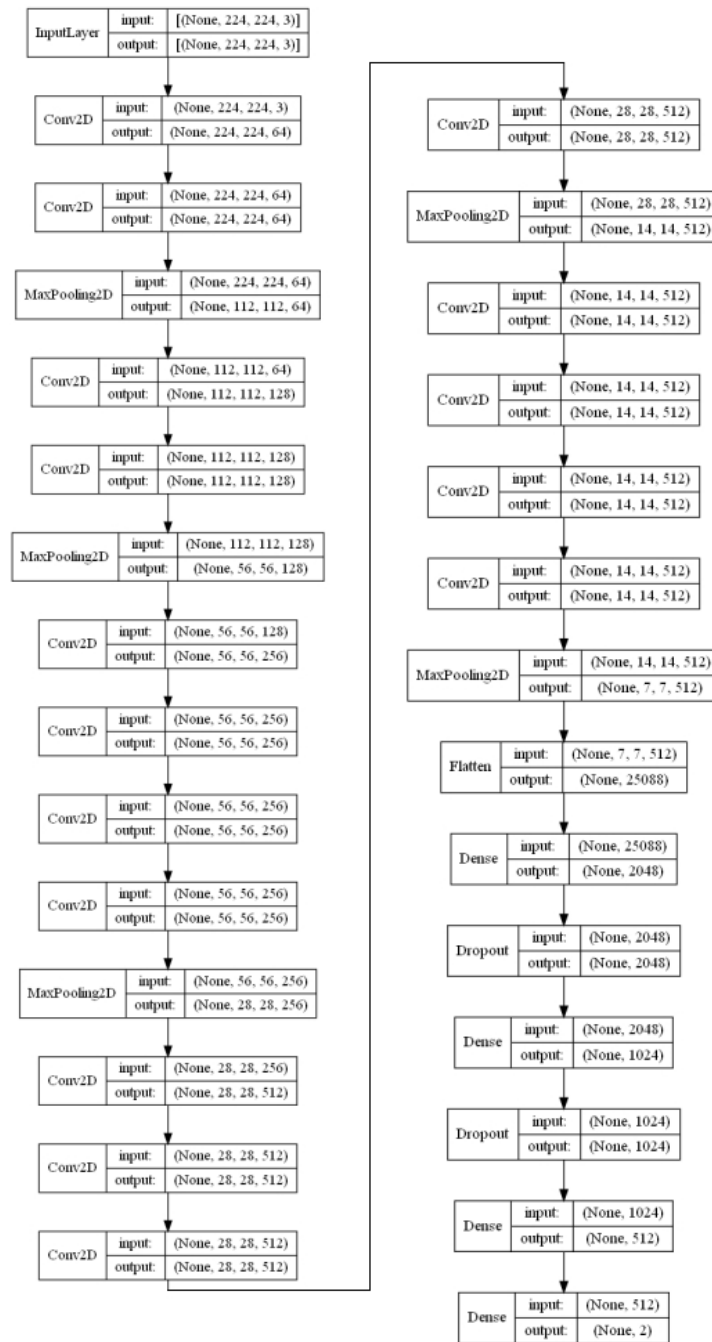 InputLayer
input: [(None, 224, 224, 3)]
output: [(None, 224, 224, 3)]
Conv2D
input: (None, 224, 224, 3)
output: (None, 224, 224, 64)
Conv2D
input: (None, 224, 224, 64)
output: (None, 224, 224, 64)
MaxPooling2D
input: (None, 224, 224, 64)
output: (None, 112, 112, 64)
Conv2D
input: (None, 112, 112, 64)
output: (None, 112, 112, 128)
Conv2D
input: (None, 112, 112, 128)
output: (None, 112, 112, 128)
MaxPooling2D
input: (None, 112, 112, 128)
output: (None, 56, 56, 128)
Conv2D
input: (None, 56, 56, 128)
output: (None, 56, 56, 256)
Conv2D
input: (None, 56, 56, 256)
output: (None, 56, 56, 256)
Conv2D
input: (None, 56, 56, 256)
output: (None, 56, 56, 256)
Conv2D
input: (None, 56, 56, 256)
output: (None, 56, 56, 256)
MaxPooling2D
input: (None, 56, 56, 256)
output: (None, 28, 28, 256)
Conv2D
input: (None, 28, 28, 256)
output: (None, 28, 28, 512)
Conv2D
input: (None, 28, 28, 512)
output: (None, 28, 28, 512)
Conv2D
input: (None, 28, 28, 512)
output: (None, 28, 28, 512)
Conv2D
input: (None, 28, 28, 512)
output: (None, 28, 28, 512)
MaxPooling2D
input: (None, 28, 28, 512)
output: (None, 14, 14, 512)
Conv2D
input: (None, 14, 14, 512)
output: (None, 14, 14, 512)
Conv2D
input: (None, 14, 14, 512)
output: (None, 14, 14, 512)
Conv2D
input: (None, 14, 14, 512)
output: (None, 14, 14, 512)
Conv2D
input: (None, 14, 14, 512)
output: (None, 14, 14, 512)
MaxPooling2D
input: (None, 14, 14, 512)
output: (None, 7, 7, 512)
Flatten
input: (None, 7, 7, 512)
output: (None, 25088)
Dense
input: (None, 25088)
output: (None, 2048)
Dropout
input: (None, 2048)
output: (None, 2048)
Dense
input: (None, 2048)
output: (None, 1024)
Dropout
input: (None, 1024)
output: (None, 1024)
Dense
input: (None, 1024)
output: (None, 512)
Dense
input: (None, 512)
output: (None, 2)